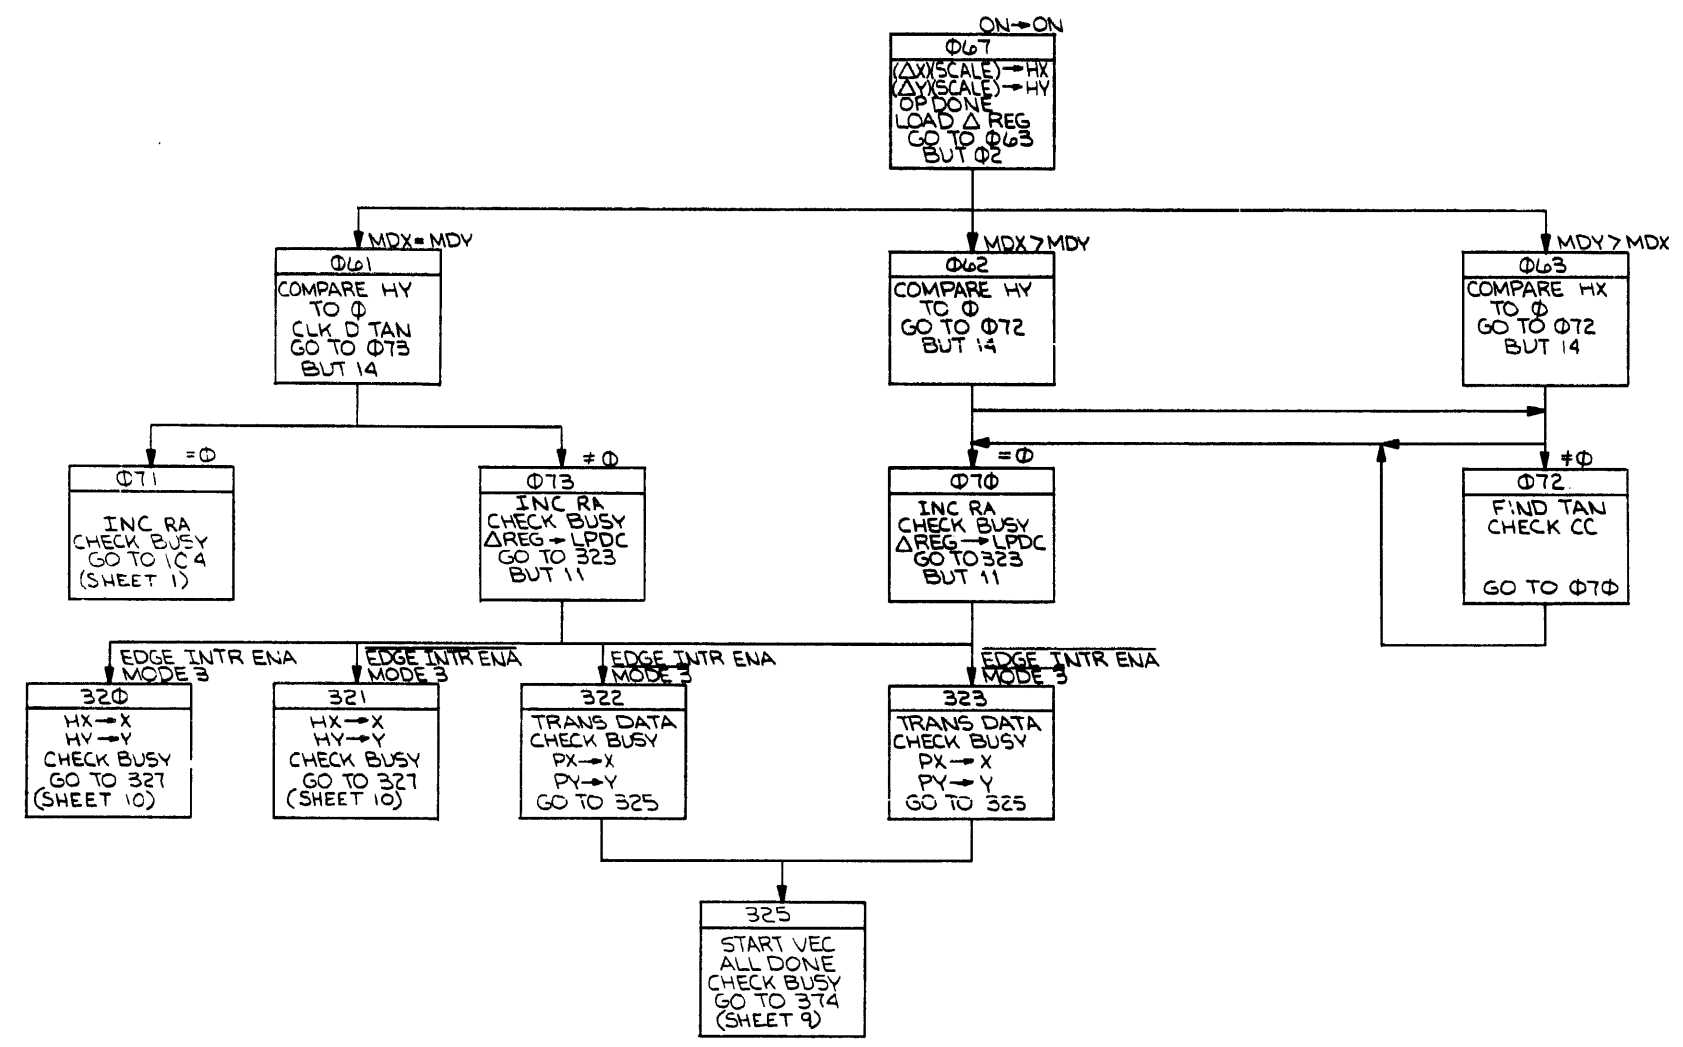 ON→ON
Φ67
(ΔX)(SCALE)→HX
(ΔY)(SCALE)→HY
OP DONE
LOAD Δ REG
GO TO Φ63
BUT Φ2
MDX=MDY
Φ61
COMPARE HY
TO Φ
CLK D TAN
GO TO Φ73
BUT 14
MDX>MDY
Φ62
COMPARE HY
TO Φ
GO TO Φ72
BUT 14
MDY>MDX
Φ63
COMPARE HX
TO Φ
GO TO Φ72
BUT 14
=Φ
Φ71
INC RA
CHECK BUSY
GO TO 104
(SHEET 1)
≠Φ
Φ73
INC RA
CHECK BUSY
ΔREG→LPDC
GO TO 323
BUT 11
=Φ
Φ7Φ
INC RA
CHECK BUSY
ΔREG→LPDC
GO TO 323
BUT 11
≠Φ
Φ72
FIND TAN
CHECK CC
GO TO Φ7Φ
EDGE INTR ENA
MODE 3
32Φ
HX→X
HY→Y
CHECK BUSY
GO TO 327
(SHEET 10)
EDGE INTR ENA
MODE 3
321
HX→X
HY→Y
CHECK BUSY
GO TO 327
(SHEET 10)
EDGE INTR ENA
MODE 3
322
TRANS DATA
CHECK BUSY
PX→X
PY→Y
GO TO 325
EDGE INTR ENA
MODE 3
323
TRANS DATA
CHECK BUSY
PX→X
PY→Y
GO TO 325
325
START VEC
ALL DONE
CHECK BUSY
GO TO 374
(SHEET 9)